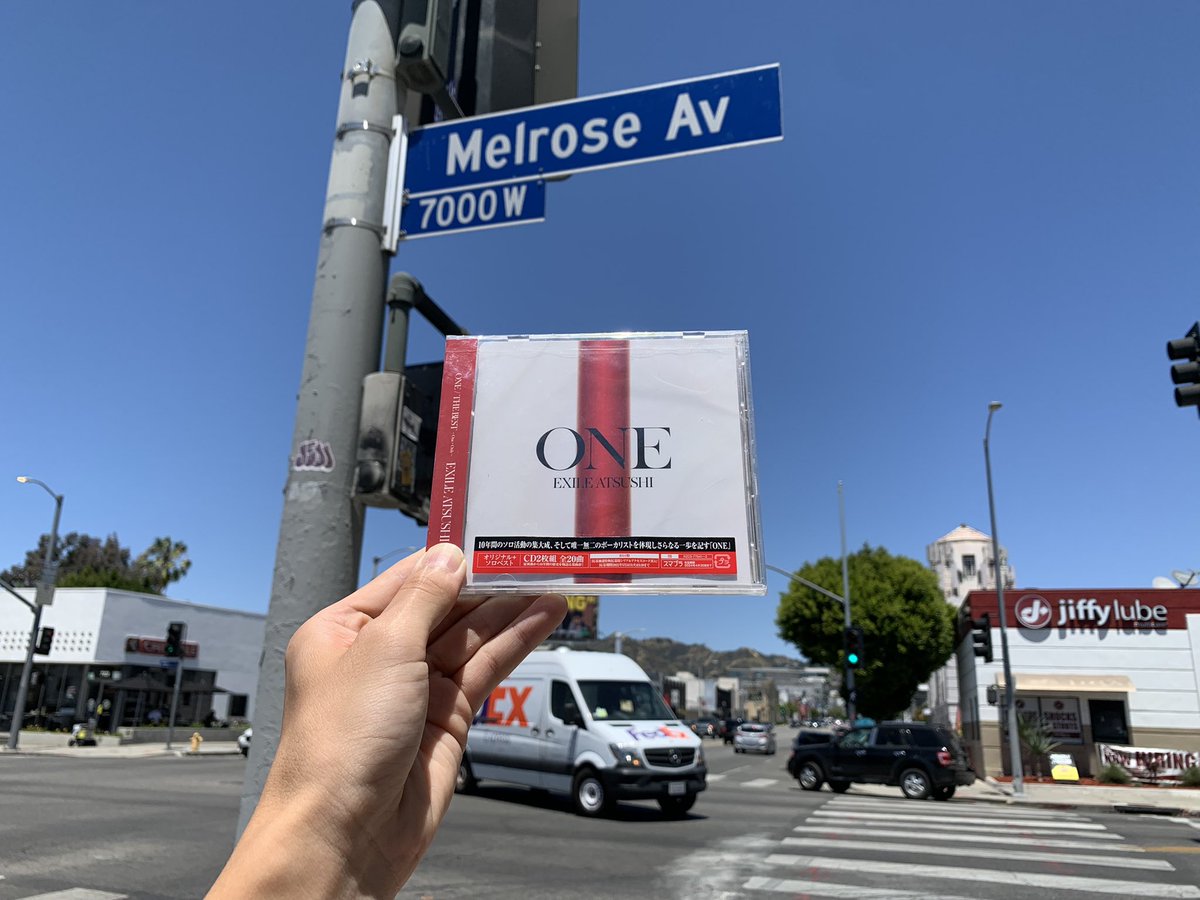 Melrose Av
7000 W
ONE
EXILE ATSUSHI
ONE / THE BEST
EXILE ATSUSHI
10年間のソロ活動の集大成、そして唯一無二のボーカリストを体現しさらなる一歩を記す「ONE」
オリジナル+
ソロベスト
CD2枚組 全20曲
スマプラ
FedEx
jiffy lube
SHOCKS
STRUTS
NOW HIRING